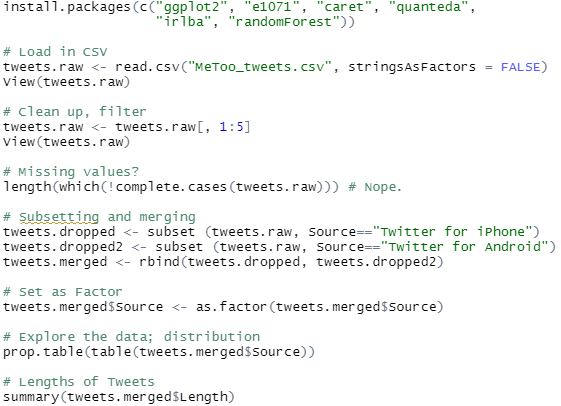 install.packages(c("ggplot2", "e1071", "caret", "quanteda",
"irlba", "randomForest"))
# Load in CSV
tweets.raw <- read.csv("MeToo_tweets.csv", stringsAsFactors = FALSE)
View(tweets.raw)
# Clean up, filter
tweets.raw <- tweets.raw[, 1:5]
View(tweets.raw)
# Missing values?
length(which(!complete.cases(tweets.raw))) # Nope.
# Subsetting and merging
tweets.dropped <- subset (tweets.raw, Source=="Twitter for iPhone")
tweets.dropped2 <- subset (tweets.raw, Source=="Twitter for Android")
tweets.merged <- rbind(tweets.dropped, tweets.dropped2)
# Set as Factor
tweets.merged$Source <- as.factor(tweets.merged$Source)
# Explore the data; distribution
prop.table(table(tweets.merged$Source))
# Lengths of Tweets
summary(tweets.merged$Length)